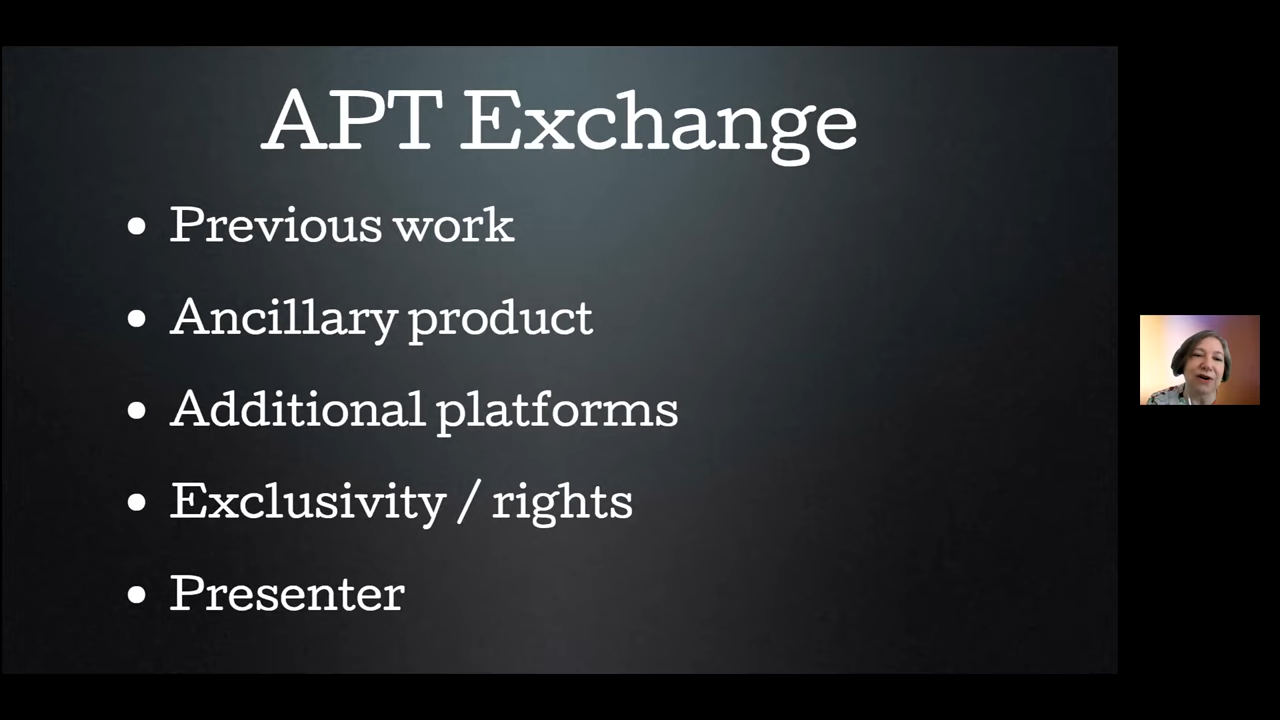 APT Exchange
• Previous work
• Ancillary product
• Additional platforms
• Exclusivity / rights
• Presenter